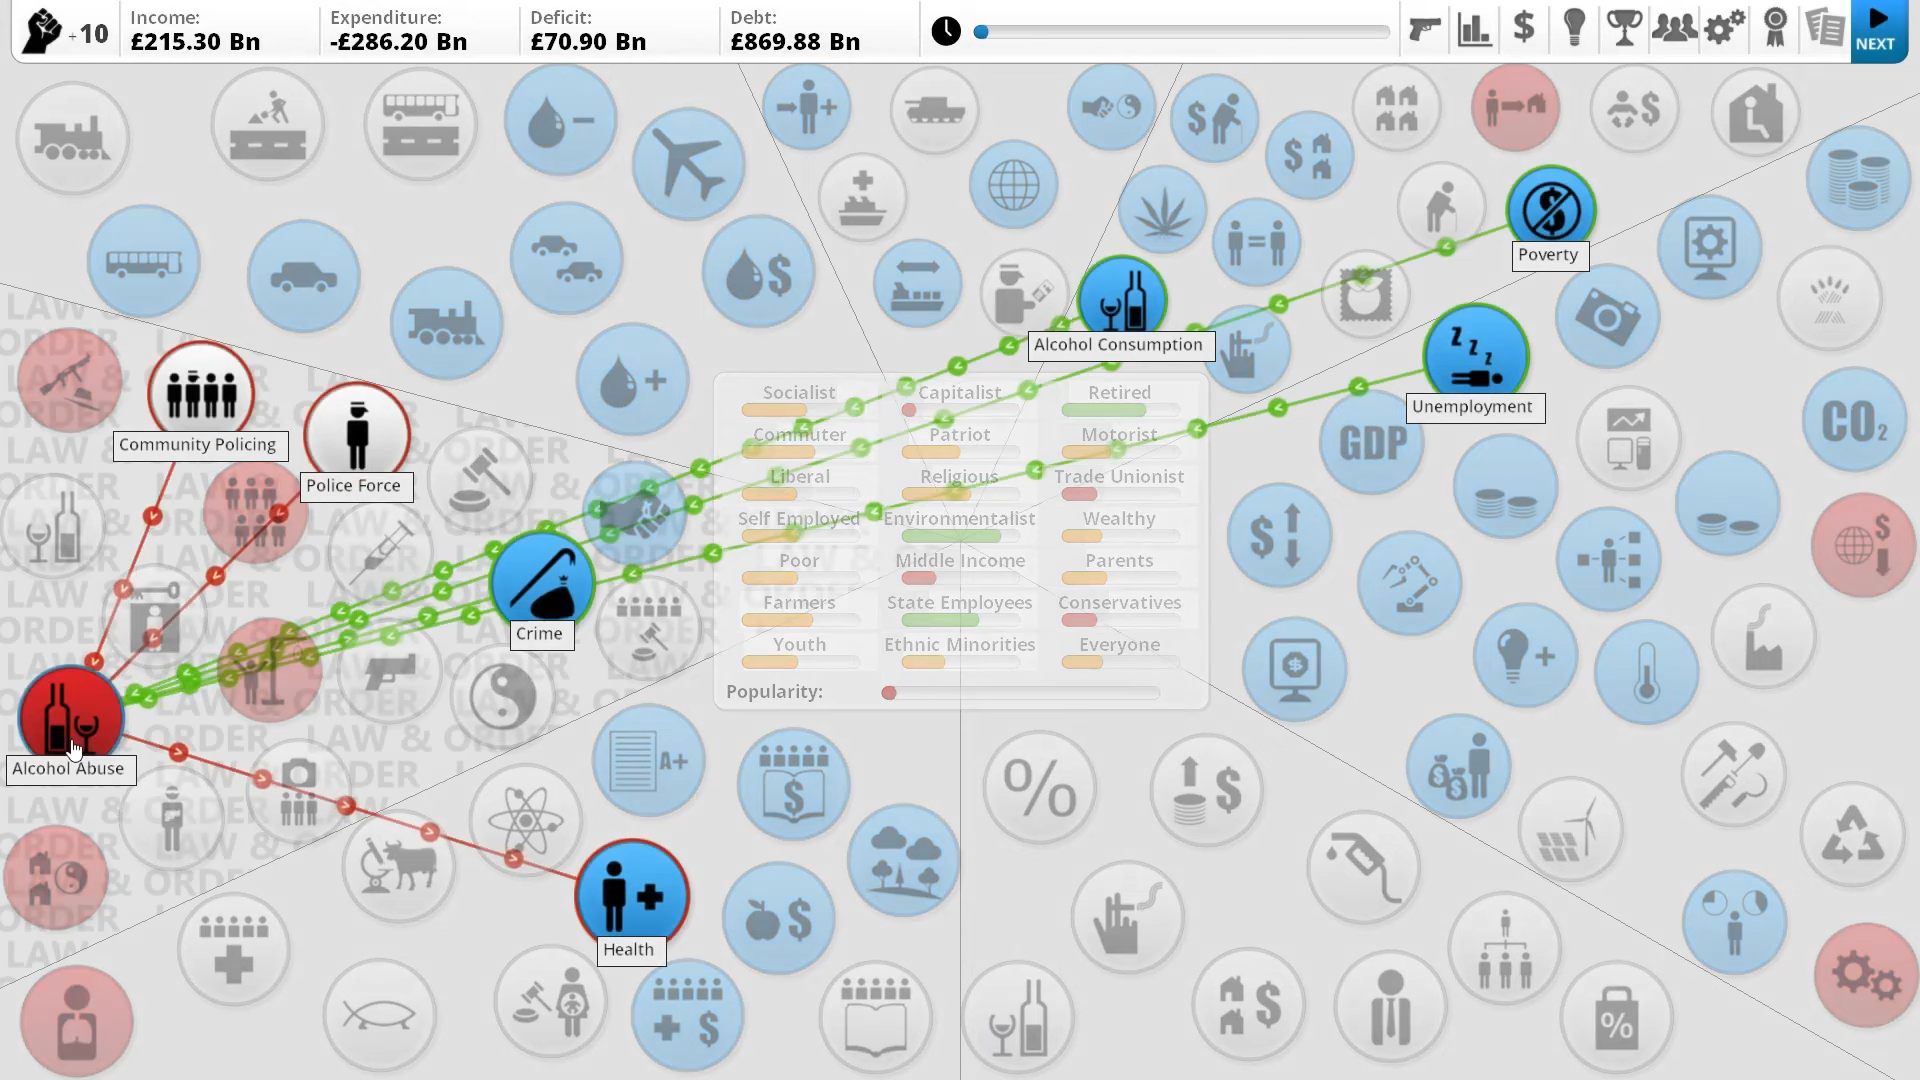 +10
Income:
£215.30 Bn
Expenditure:
-£286.20 Bn
Deficit:
£70.90 Bn
Debt:
£869.88 Bn
NEXT
Poverty
Alcohol Consumption
Unemployment
Community Policing
Police Force
Crime
Alcohol Abuse
Health
Socialist Capitalist Retired
Commuter Patriot Motorist
Liberal Religious Trade Unionist
Self Employed Environmentalist Wealthy
Poor Middle Income Parents
Farmers State Employees Conservatives
Youth Ethnic Minorities Everyone
Popularity:
GDP
CO₂
A+
%
%
LAW & ORDER